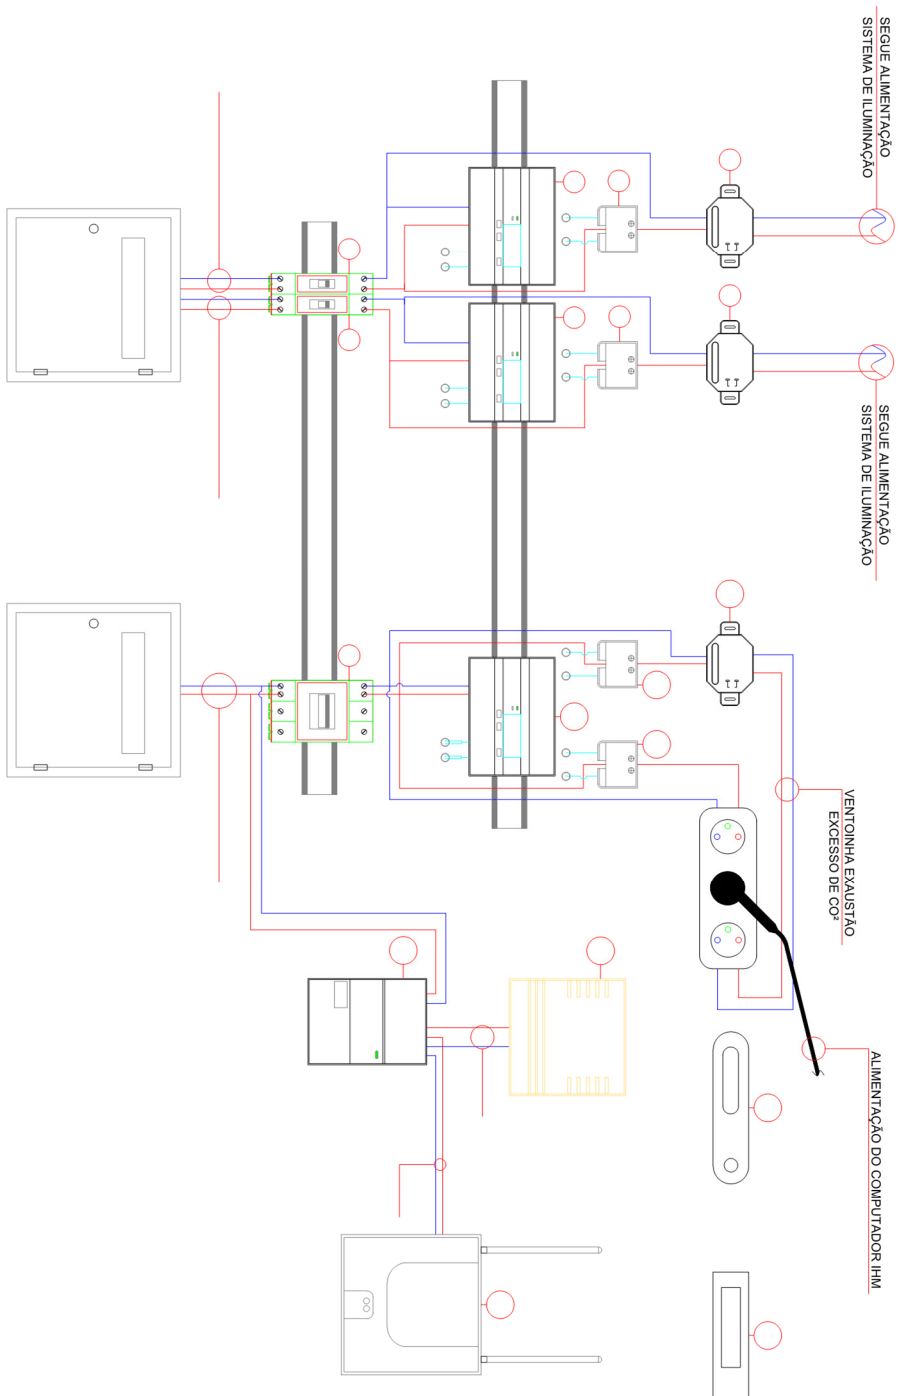 SEGUE ALIMENTAÇÃO
SISTEMA DE ILUMINAÇÃO
SEGUE ALIMENTAÇÃO
SISTEMA DE ILUMINAÇÃO
VENTOINHA EXAUSTÃO
EXCESSO DE CO²
ALIMENTAÇÃO DO COMPUTADOR IHM